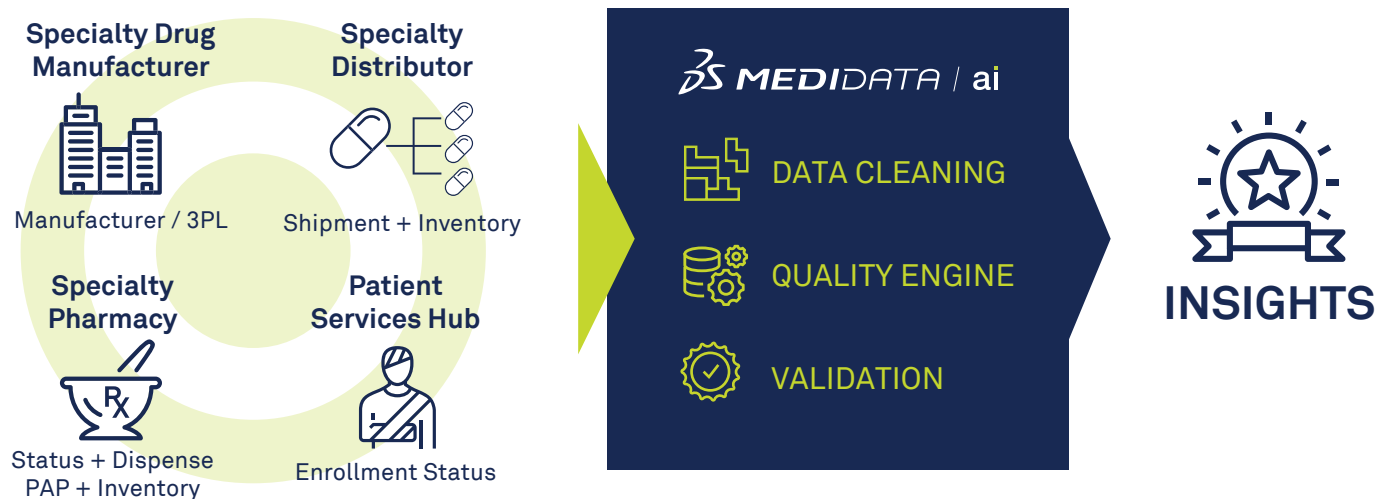 Specialty Drug
Manufacturer
Manufacturer / 3PL
Specialty
Distributor
Shipment + Inventory
Specialty
Pharmacy
RX
Status + Dispense
PAP + Inventory
Patient
Services Hub
Enrollment Status
3DS MEDIDATA | ai
DATA CLEANING
QUALITY ENGINE
VALIDATION
INSIGHTS